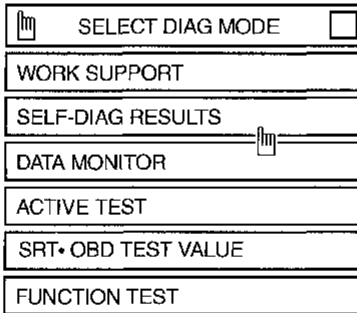 SELECT DIAG MODE
WORK SUPPORT
SELF-DIAG RESULTS
DATA MONITOR
ACTIVE TEST
SRT• OBD TEST VALUE
FUNCTION TEST